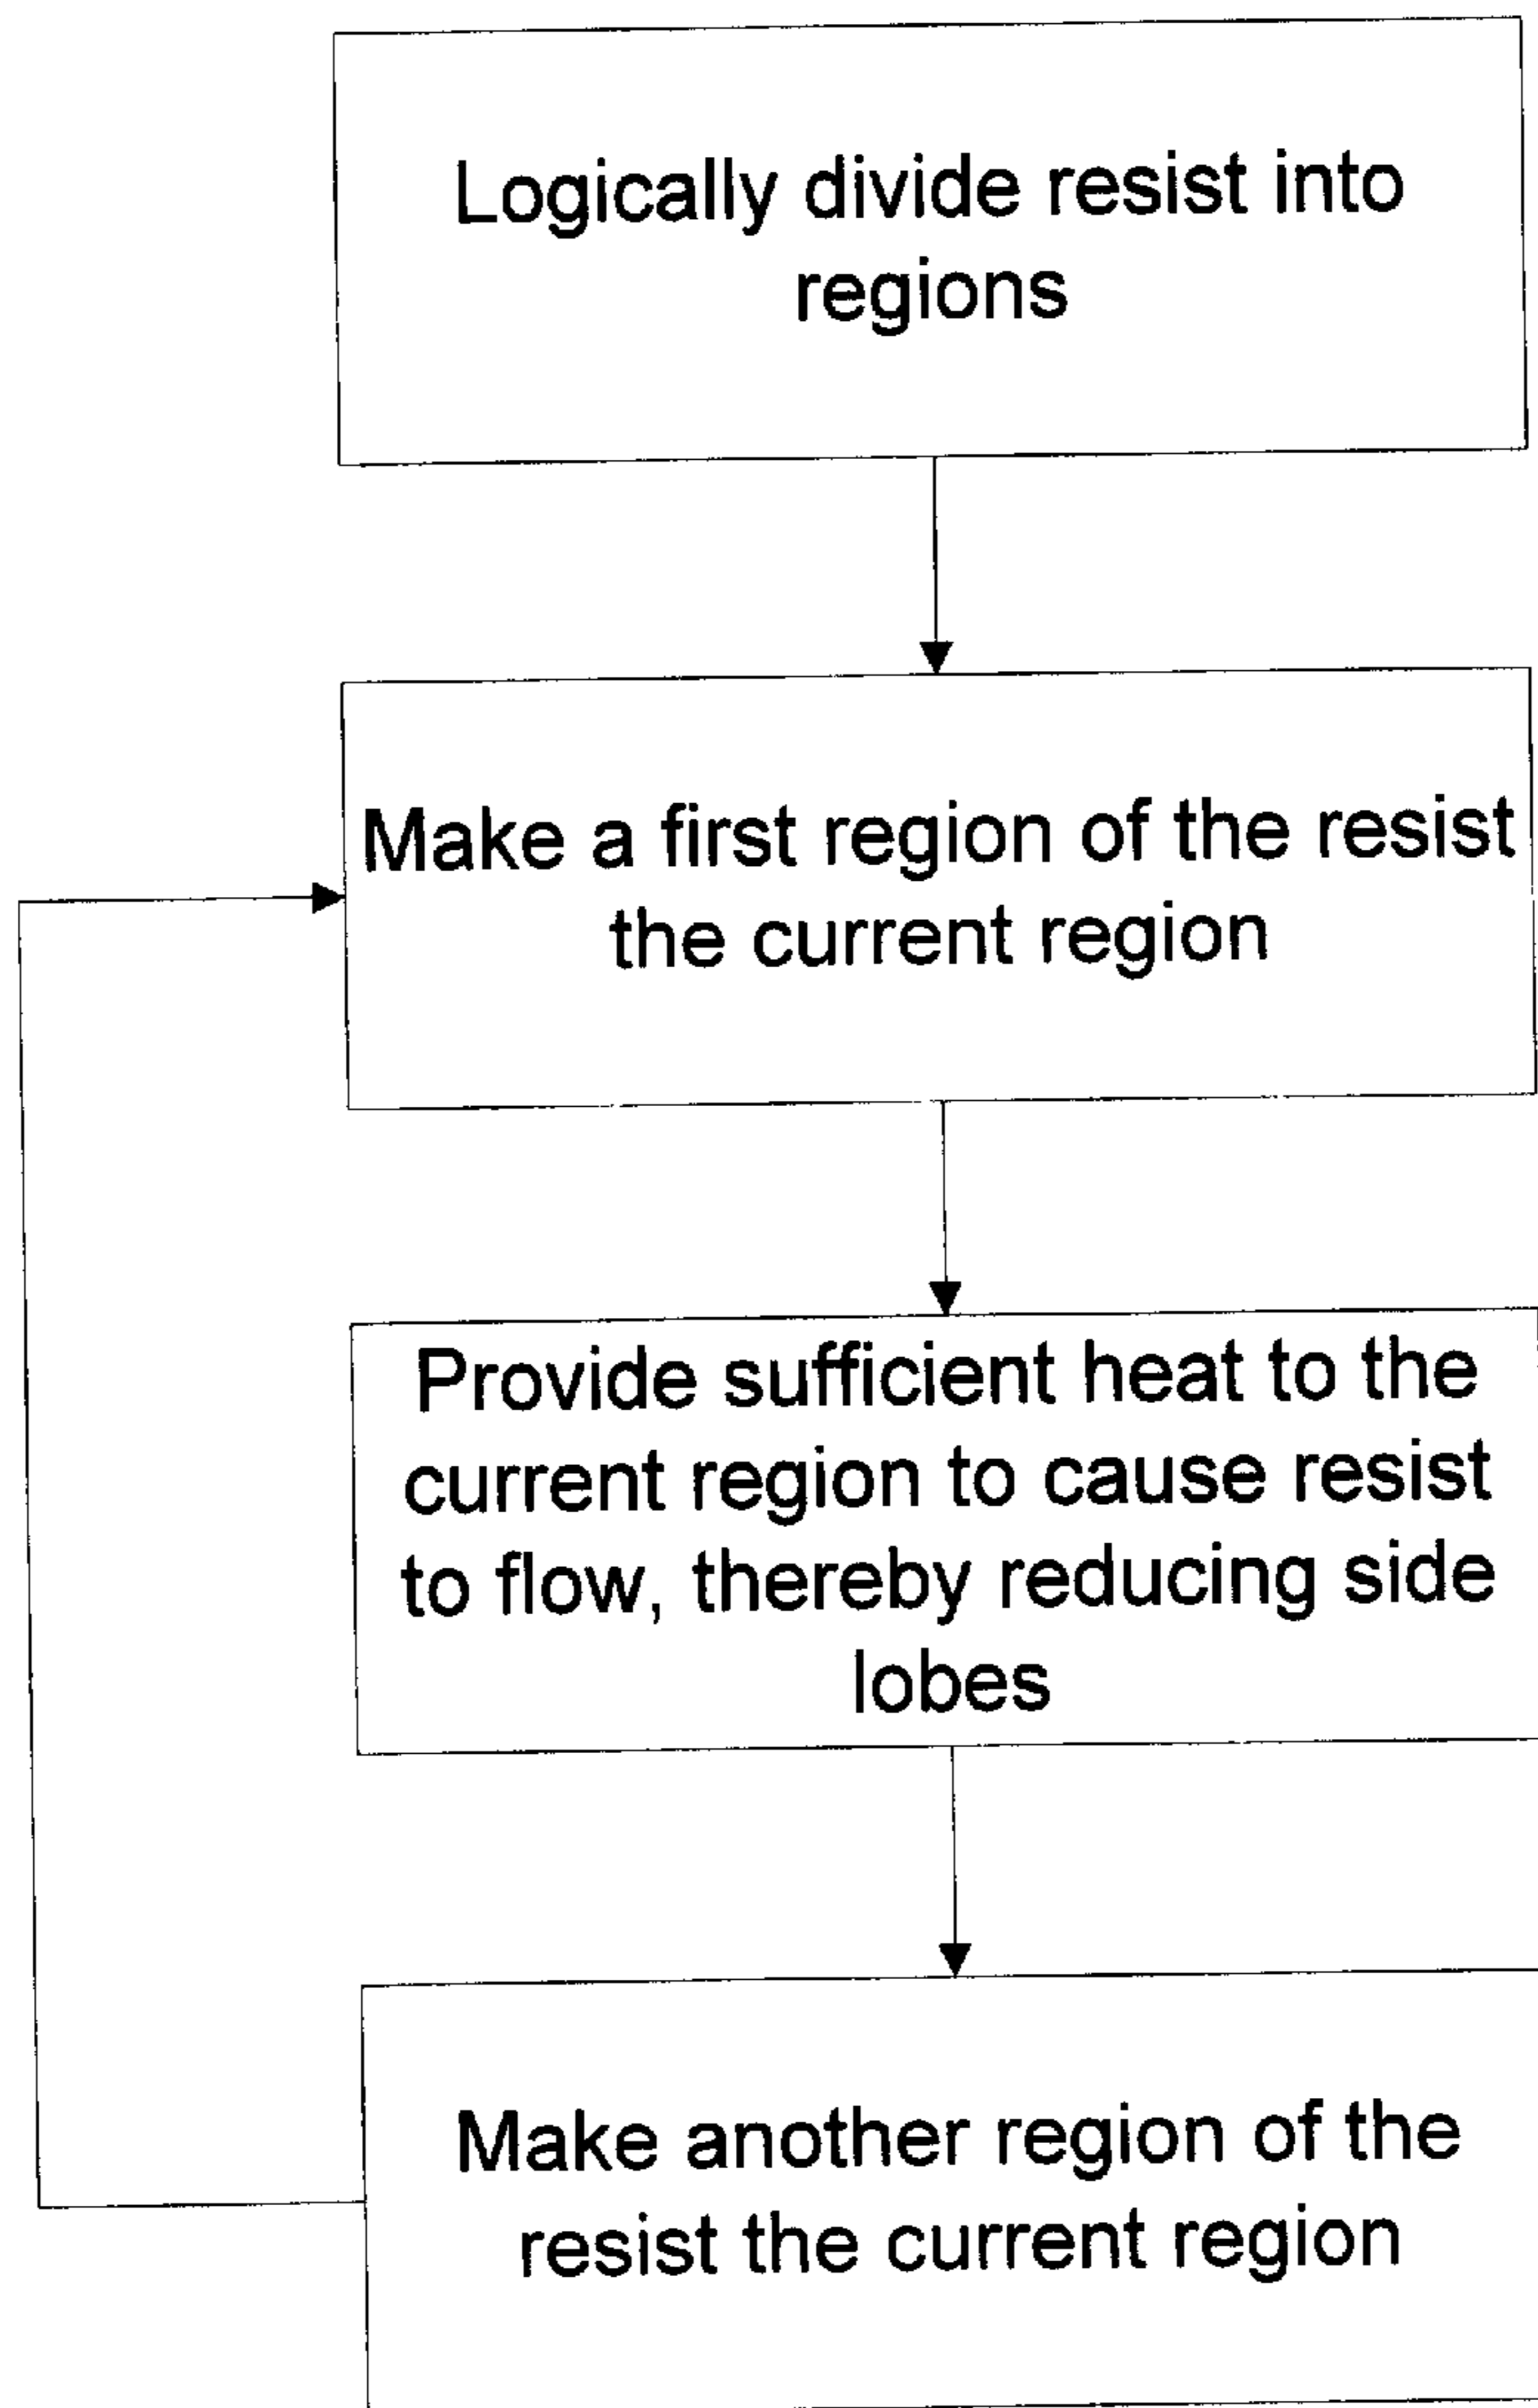 Logically divide resist into
regions
Make a first region of the resist
the current region
Provide sufficient heat to the
current region to cause resist
to flow, thereby reducing side
lobes
Make another region of the
resist the current region